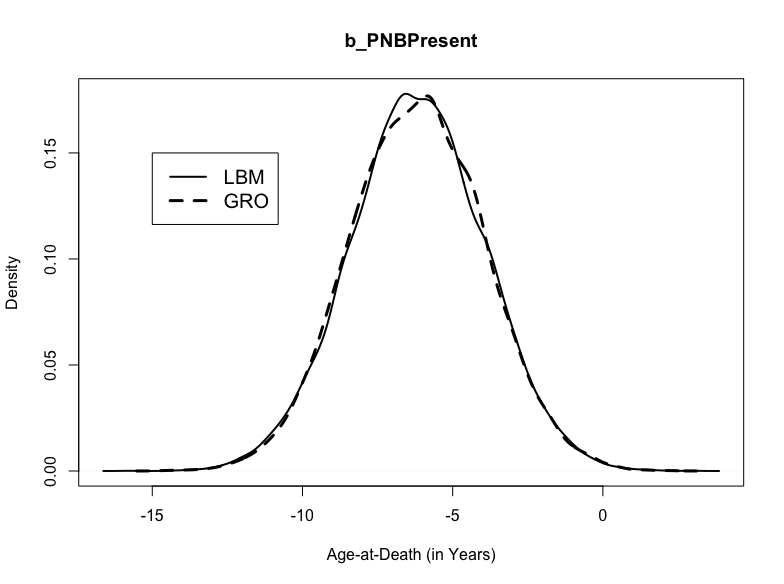 b_PNBPresent
LBM
GRO
Density
0.15
0.10
0.05
0.00
-15
-10
-5
0
Age-at-Death (in Years)